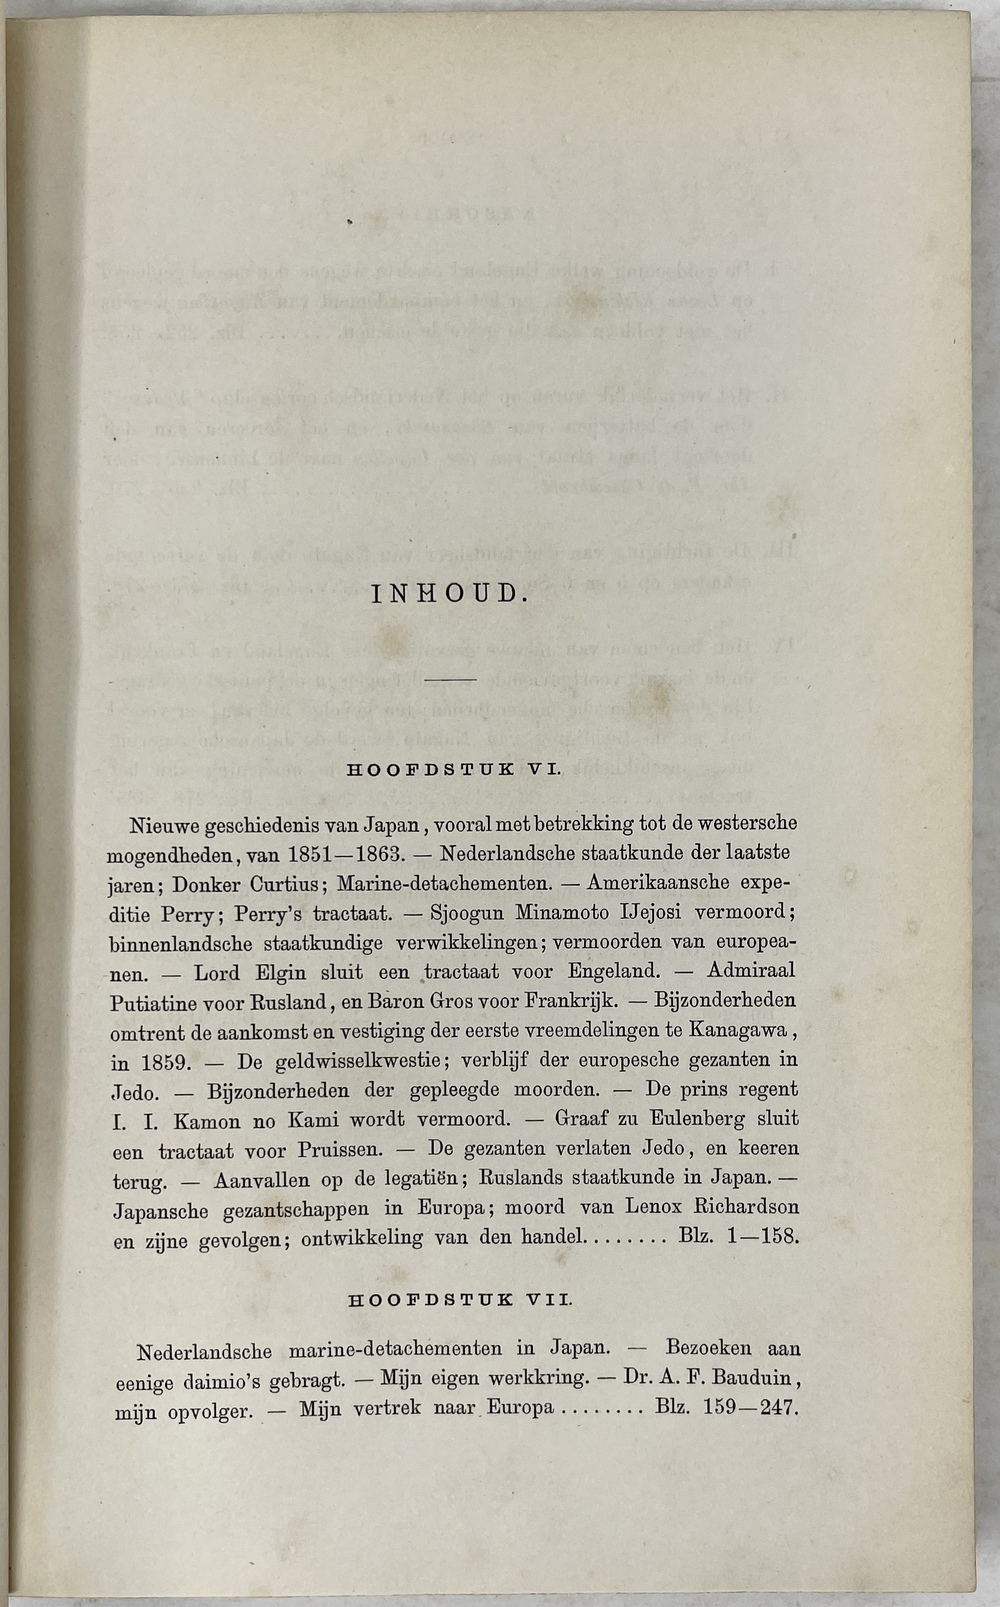 INHOUD.
HOOFDSTUK VI.
Nieuwe geschiedenis van Japan, vooral met betrekking tot de westersche
mogendheden, van 1851—1863. — Nederlandsche staatkunde der laatste
jaren; Donker Curtius; Marine-detachementen. — Amerikaansche expe-
ditie Perry; Perry's tractaat. — Sjoogun Minamoto IJejosi vermoord;
binnenlandsche staatkundige verwikkelingen; vermoorden van europea-
nen. — Lord Elgin sluit een tractaat voor Engeland. — Admiraal
Putiatine voor Rusland, en Baron Gros voor Frankrijk. — Bijzonderheden
omtrent de aankomst en vestiging der eerste vreemdelingen te Kanagawa,
in 1859. — De geldwisselkwestie; verblijf der europesche gezanten in
Jedo. — Bijzonderheden der gepleegde moorden. — De prins regent
I. I. Kamon no Kami wordt vermoord. — Graaf zu Eulenberg sluit
een tractaat voor Pruissen. — De gezanten verlaten Jedo, en keeren
terug. — Aanvallen op de legatiën; Ruslands staatkunde in Japan. —
Japansche gezantschappen in Europa; moord van Lenox Richardson
en zijne gevolgen; ontwikkeling van den handel........ Blz. 1—158.
HOOFDSTUK VII.
Nederlandsche marine-detachementen in Japan. — Bezoeken aan
eenige daimio's gebragt. — Mijn eigen werkkring. — Dr. A. F. Bauduin,
mijn opvolger. — Mijn vertrek naar Europa ........ Blz. 159—247.